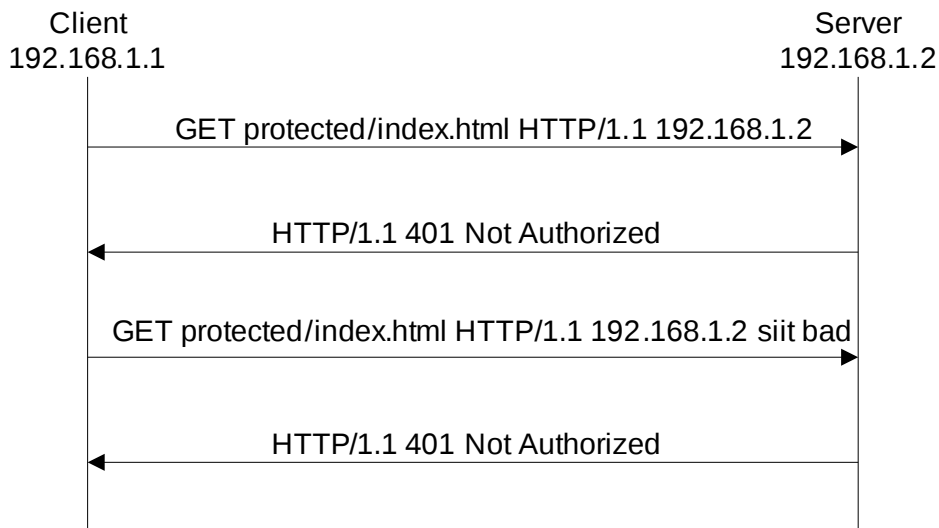 Client
192.168.1.1
Server
192.168.1.2
GET protected/index.html HTTP/1.1 192.168.1.2
HTTP/1.1 401 Not Authorized
GET protected/index.html HTTP/1.1 192.168.1.2 siit bad
HTTP/1.1 401 Not Authorized